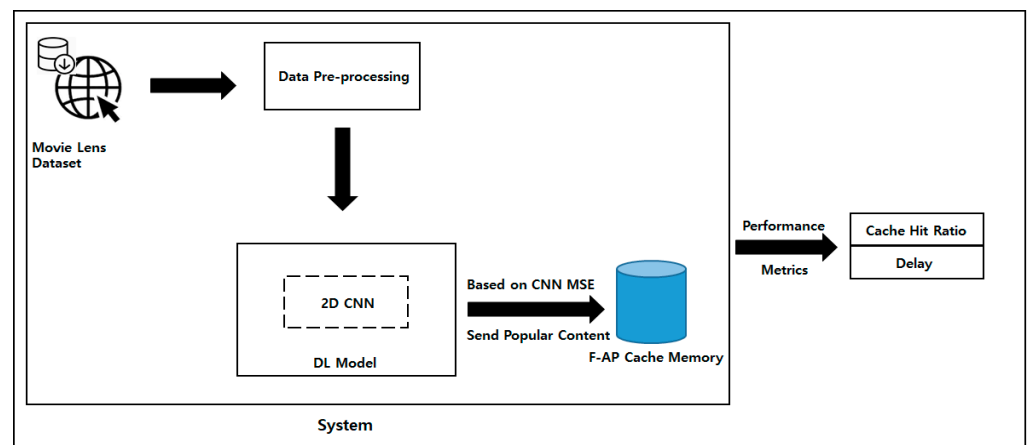 Movie Lens
Dataset
Data Pre-processing
2D CNN
DL Model
Based on CNN MSE
Send Popular Content
F-AP Cache Memory
System
Performance
Metrics
Cache Hit Ratio
Delay